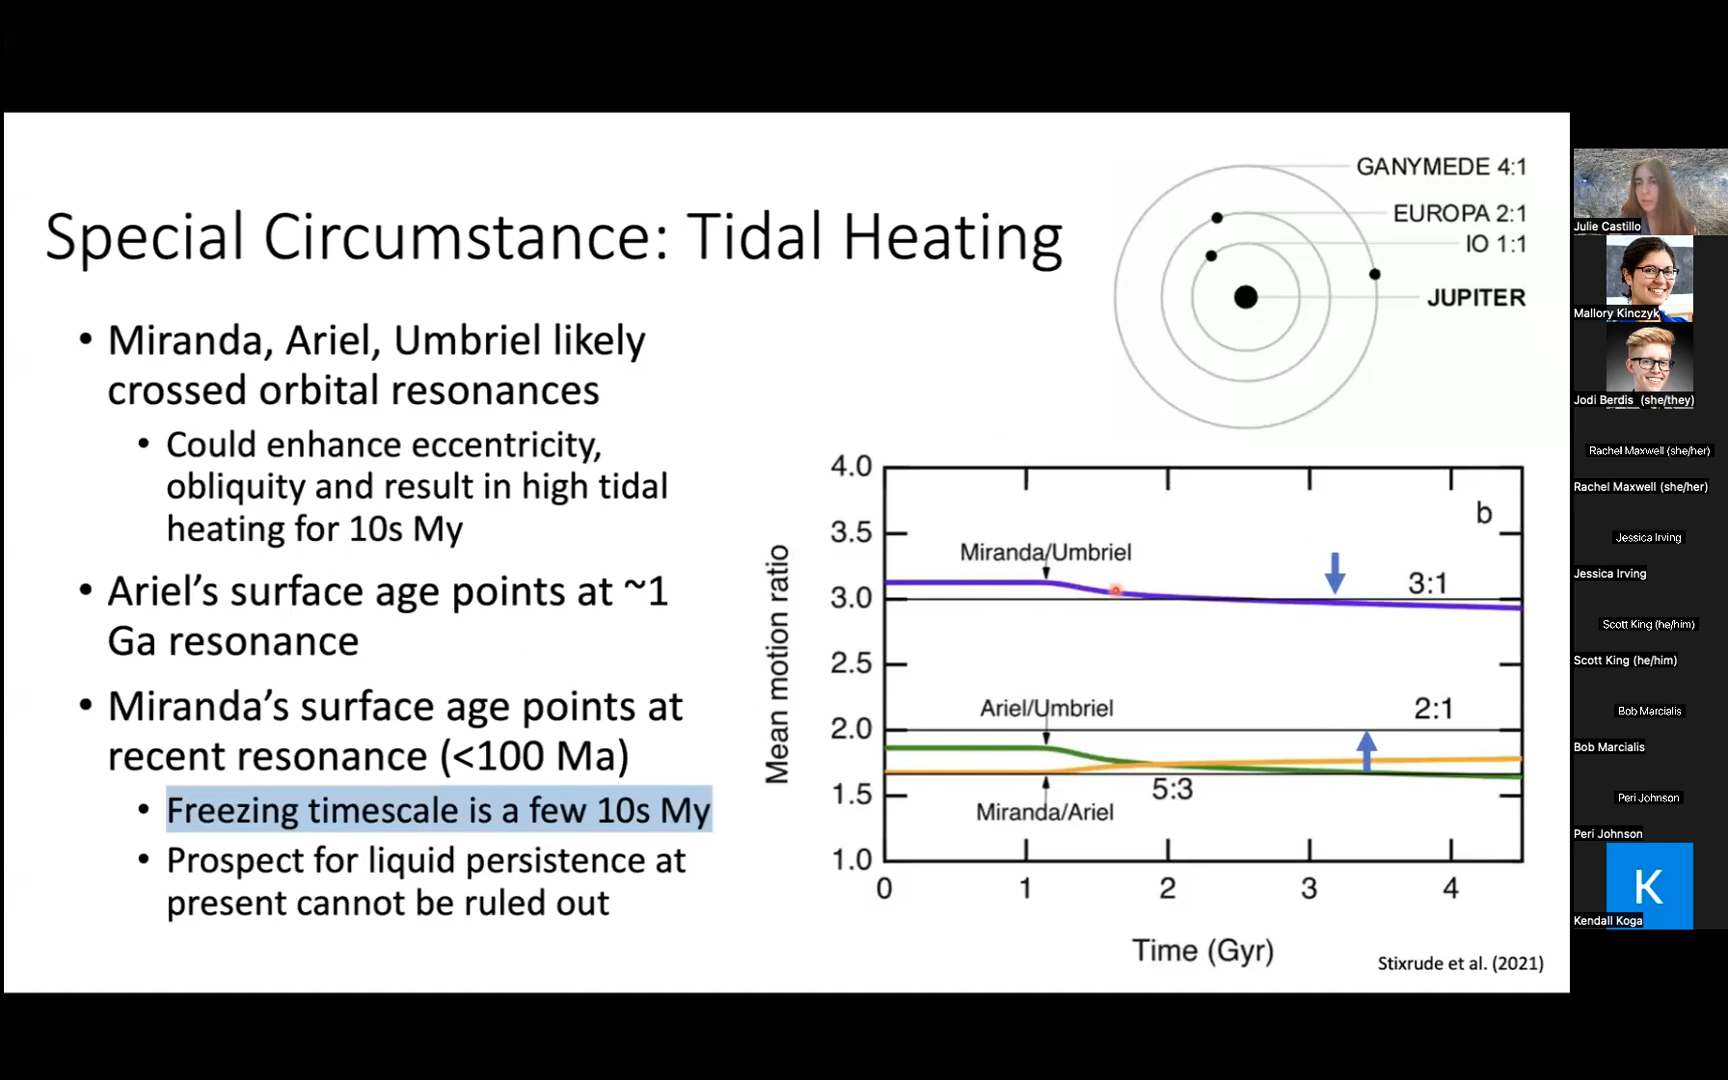 Special Circumstance: Tidal Heating
• Miranda, Ariel, Umbriel likely
crossed orbital resonances
• Could enhance eccentricity,
obliquity and result in high tidal
heating for 10s My
• Ariel’s surface age points at ~1
Ga resonance
• Miranda’s surface age points at
recent resonance (<100 Ma)
• Freezing timescale is a few 10s My
• Prospect for liquid persistence at
present cannot be ruled out
GANYMEDE 4:1
EUROPA 2:1
IO 1:1
JUPITER
Mean motion ratio
4.0
3.5
3.0
2.5
2.0
1.5
1.0
b
Miranda/Umbriel
3:1
Ariel/Umbriel
2:1
5:3
Miranda/Ariel
0 1 2 3 4
Time (Gyr)
Stixrude et al. (2021)
Julie Castillo
Mallory Kinczyk
Jodi Berdis (she/they)
Rachel Maxwell (she/her)
Rachel Maxwell (she/her)
Jessica Irving
Jessica Irving
Scott King (he/him)
Scott King (he/him)
Bob Marcialis
Bob Marcialis
Peri Johnson
Peri Johnson
K
Kendall Koga